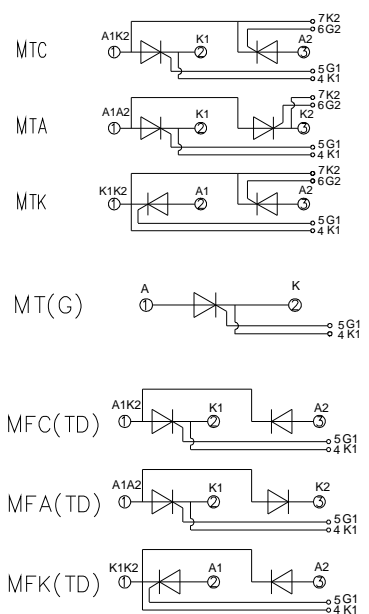 MTC A1K2 1 K1 2 A2 3 7K2
6G2
5G1
4K1
MTA A1A2 1 K1 2 K2 3 7K2
6G2
5G1
4K1
MTK K1K2 1 A1 2 A2 3 7K2
6G2
5G1
4K1
MT(G) A 1 K 2
5G1
4K1
MFC(TD) A1K2 1 K1 2 A2 3
5G1
4K1
MFA(TD) A1A2 1 K1 2 K2 3
5G1
4K1
MFK(TD) K1K2 1 A1 2 A2 3
5G1
4K1